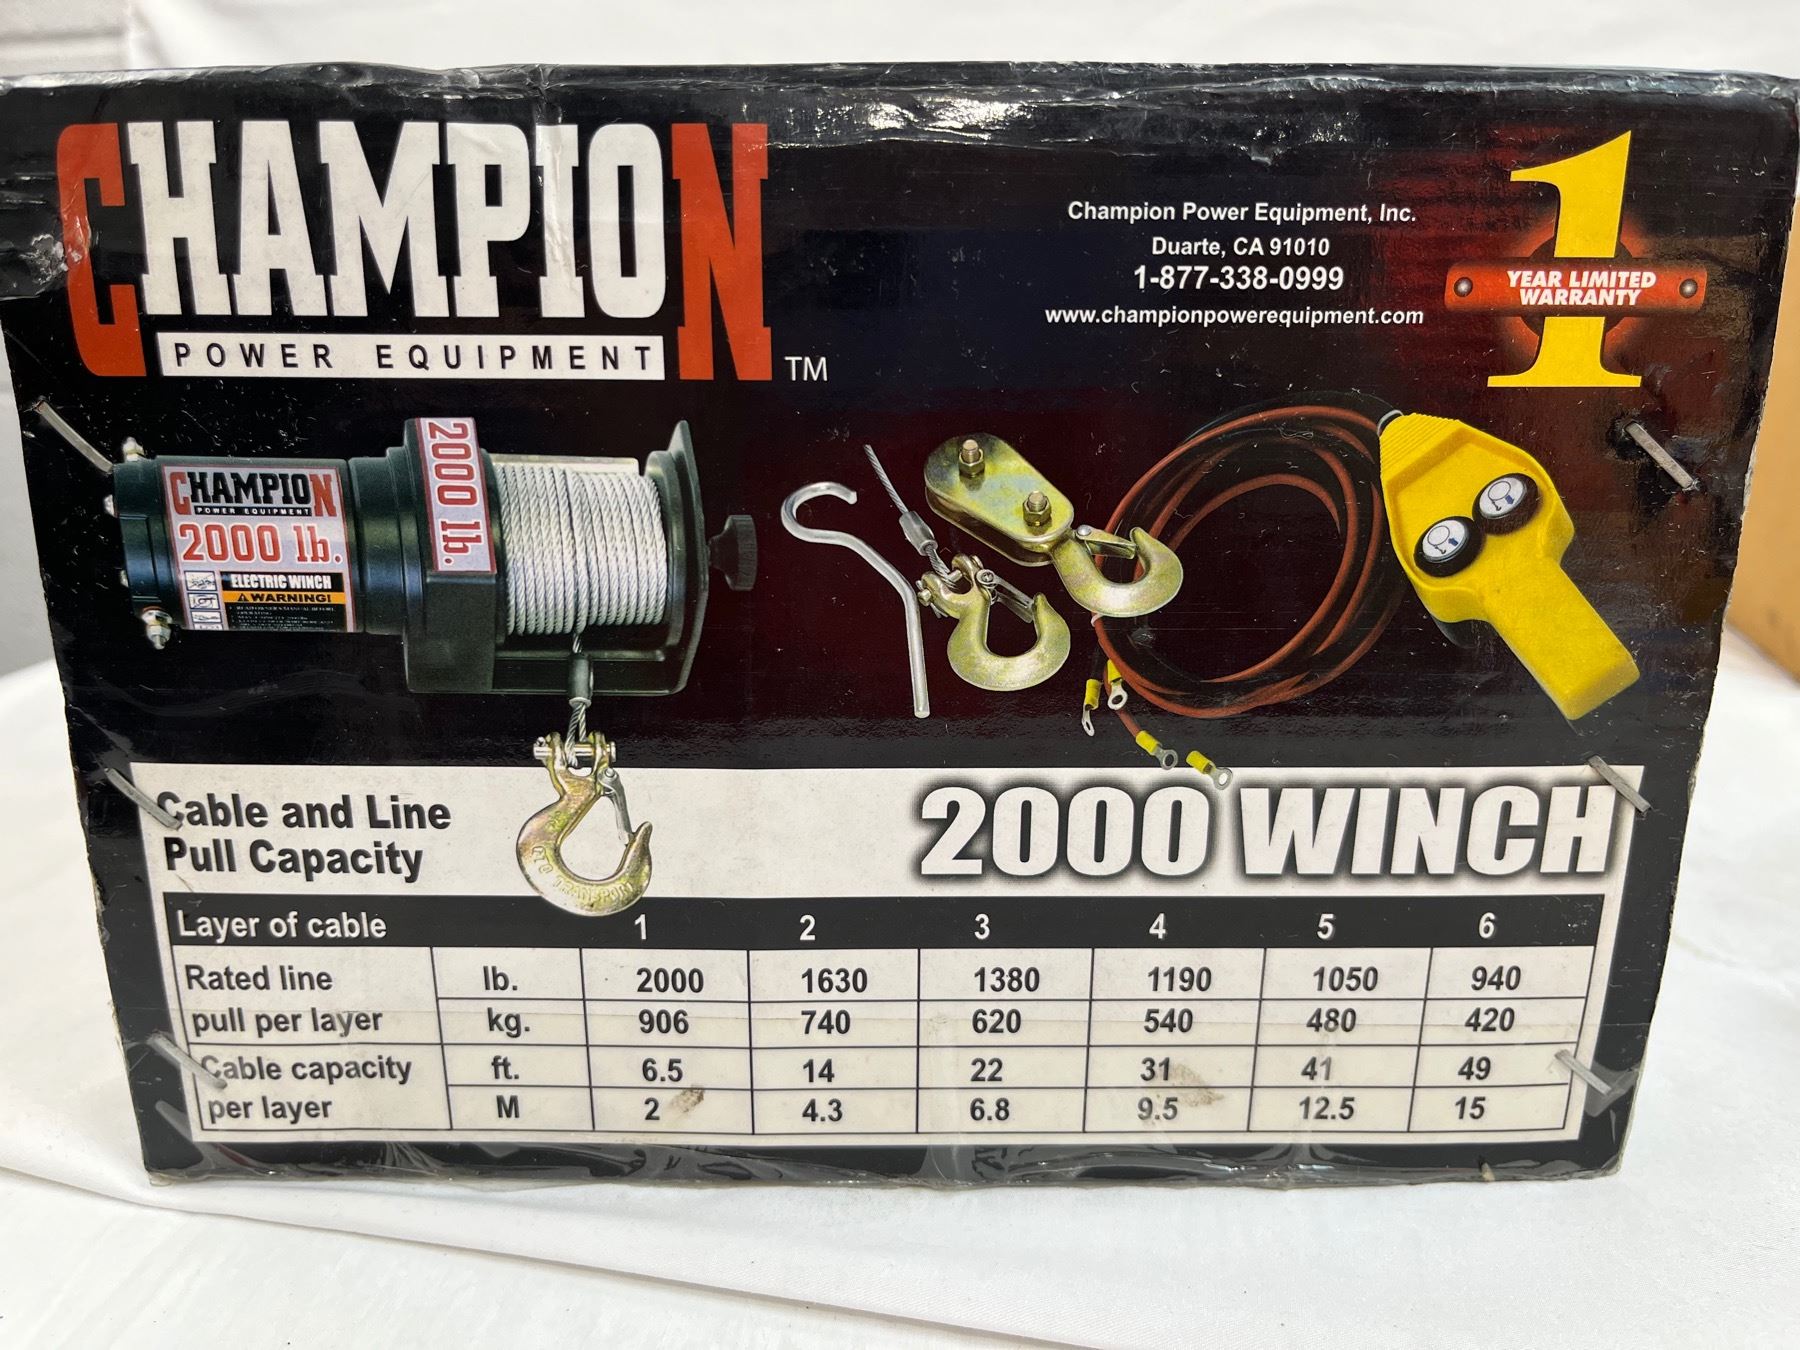 CHAMPION
POWER EQUIPMENT
TM
Champion Power Equipment, Inc.
Duarte, CA 91010
1-877-338-0999
www.championpowerequipment.com
1
YEAR LIMITED
WARRANTY
CHAMPION
POWER EQUIPMENT
2000 lb.
ELECTRIC WINCH
WARNING!
2000 lb.
Cable and Line
Pull Capacity
2000 WINCH
Layer of cable 1 2 3 4 5 6
Rated line lb. 2000 1630 1380 1190 1050 940
pull per layer kg. 906 740 620 540 480 420
Cable capacity ft. 6.5 14 22 31 41 49
per layer M 2 4.3 6.8 9.5 12.5 15